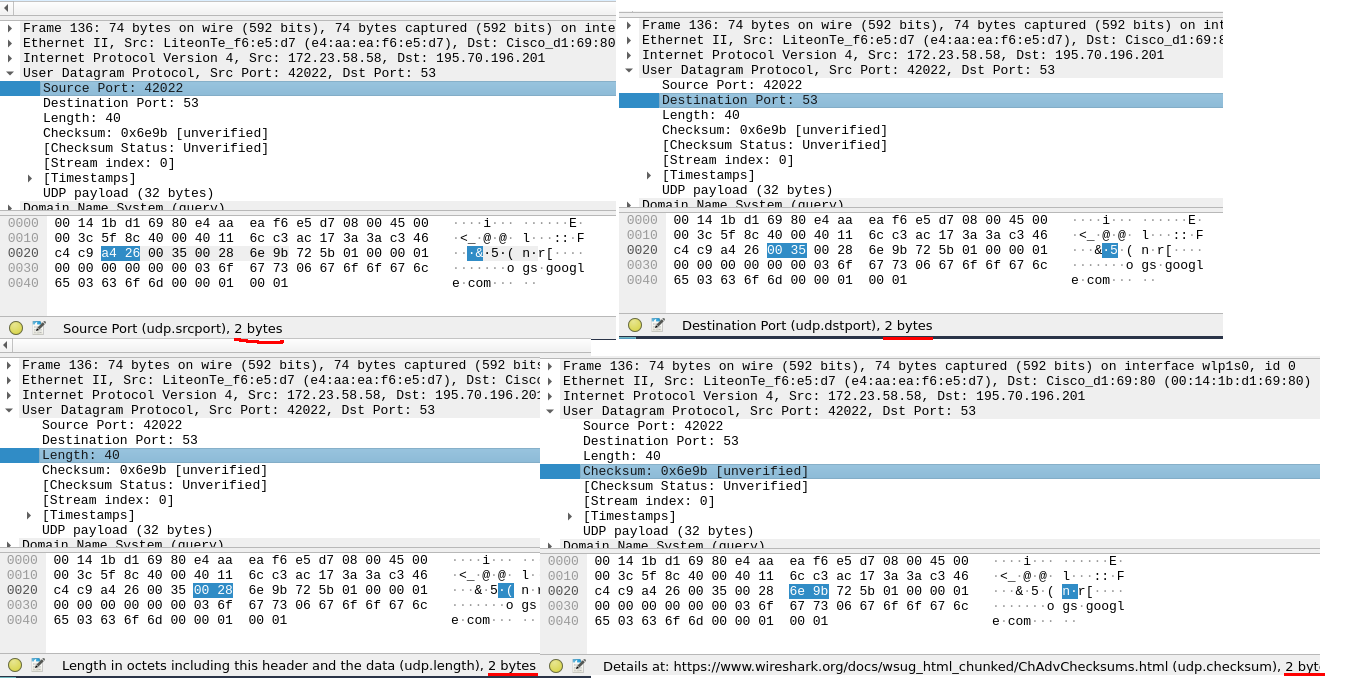 Frame 136: 74 bytes on wire (592 bits), 74 bytes captured (592 bits) on inte
Ethernet II, Src: LiteonTe_f6:e5:d7 (e4:aa:ea:f6:e5:d7), Dst: Cisco_d1:69:80
Internet Protocol Version 4, Src: 172.23.58.58, Dst: 195.70.196.201
User Datagram Protocol, Src Port: 42022, Dst Port: 53
Source Port: 42022
Destination Port: 53
Length: 40
Checksum: 0x6e9b [unverified]
[Checksum Status: Unverified]
[Stream index: 0]
[Timestamps]
UDP payload (32 bytes)
Domain Name System (query)
0000 00 14 1b d1 69 80 e4 aa ea f6 e5 d7 08 00 45 00 ····i··· ······E·
0010 00 3c 5f 8c 40 00 40 11 6c c3 ac 17 3a 3a c3 46 ·<_·@·@· l···::·F
0020 c4 c9 a4 26 00 35 00 28 6e 9b 72 5b 01 00 00 01 ···&·5·( n·r[····
0030 00 00 00 00 00 00 03 6f 67 73 06 67 6f 6f 67 6c ·······o gs·googl
0040 65 03 63 6f 6d 00 00 01 00 01 e·com··· ··
Source Port (udp.srcport), 2 bytes
Frame 136: 74 bytes on wire (592 bits), 74 bytes captured (592 bits) on int
Ethernet II, Src: LiteonTe_f6:e5:d7 (e4:aa:ea:f6:e5:d7), Dst: Cisco_d1:69:8
Internet Protocol Version 4, Src: 172.23.58.58, Dst: 195.70.196.201
User Datagram Protocol, Src Port: 42022, Dst Port: 53
Source Port: 42022
Destination Port: 53
Length: 40
Checksum: 0x6e9b [unverified]
[Checksum Status: Unverified]
[Stream index: 0]
[Timestamps]
UDP payload (32 bytes)
Domain Name System (query)
0000 00 14 1b d1 69 80 e4 aa ea f6 e5 d7 08 00 45 00 ····i··· ······E·
0010 00 3c 5f 8c 40 00 40 11 6c c3 ac 17 3a 3a c3 46 ·<_·@·@· l···::·F
0020 c4 c9 a4 26 00 35 00 28 6e 9b 72 5b 01 00 00 01 ···&·5·( n·r[····
0030 00 00 00 00 00 00 03 6f 67 73 06 67 6f 6f 67 6c ·······o gs·googl
0040 65 03 63 6f 6d 00 00 01 00 01 e·com··· ··
Destination Port (udp.dstport), 2 bytes
Frame 136: 74 bytes on wire (592 bits), 74 bytes captured (592 bits
Ethernet II, Src: LiteonTe_f6:e5:d7 (e4:aa:ea:f6:e5:d7), Dst: Cisc
Internet Protocol Version 4, Src: 172.23.58.58, Dst: 195.70.196.201
User Datagram Protocol, Src Port: 42022, Dst Port: 53
Source Port: 42022
Destination Port: 53
Length: 40
Checksum: 0x6e9b [unverified]
[Checksum Status: Unverified]
[Stream index: 0]
[Timestamps]
UDP payload (32 bytes)
Domain Name System (query)
0000 00 14 1b d1 69 80 e4 aa ea f6 e5 d7 08 00 45 00 ····i··· ··
0010 00 3c 5f 8c 40 00 40 11 6c c3 ac 17 3a 3a c3 46 ·<_·@·@· l·
0020 c4 c9 a4 26 00 35 00 28 6e 9b 72 5b 01 00 00 01 ···&·5·( n·
0030 00 00 00 00 00 00 03 6f 67 73 06 67 6f 6f 67 6c ·······o gs
0040 65 03 63 6f 6d 00 00 01 00 01 e·com··· ··
Length in octets including this header and the data (udp.length), 2 bytes
Frame 136: 74 bytes on wire (592 bits), 74 bytes captured (592 bits) on interface wlp1s0, id 0
Ethernet II, Src: LiteonTe_f6:e5:d7 (e4:aa:ea:f6:e5:d7), Dst: Cisco_d1:69:80 (00:14:1b:d1:69:80)
Internet Protocol Version 4, Src: 172.23.58.58, Dst: 195.70.196.201
User Datagram Protocol, Src Port: 42022, Dst Port: 53
Source Port: 42022
Destination Port: 53
Length: 40
Checksum: 0x6e9b [unverified]
[Checksum Status: Unverified]
[Stream index: 0]
[Timestamps]
UDP payload (32 bytes)
Domain Name System (query)
0000 00 14 1b d1 69 80 e4 aa ea f6 e5 d7 08 00 45 00 ····i··· ······E·
0010 00 3c 5f 8c 40 00 40 11 6c c3 ac 17 3a 3a c3 46 ·<_·@·@· l···::·F
0020 c4 c9 a4 26 00 35 00 28 6e 9b 72 5b 01 00 00 01 ···&·5·( n·r[····
0030 00 00 00 00 00 00 03 6f 67 73 06 67 6f 6f 67 6c ·······o gs·googl
0040 65 03 63 6f 6d 00 00 01 00 01 e·com··· ··
Details at: https://www.wireshark.org/docs/wsug_html_chunked/ChAdvChecksums.html (udp.checksum), 2 byt